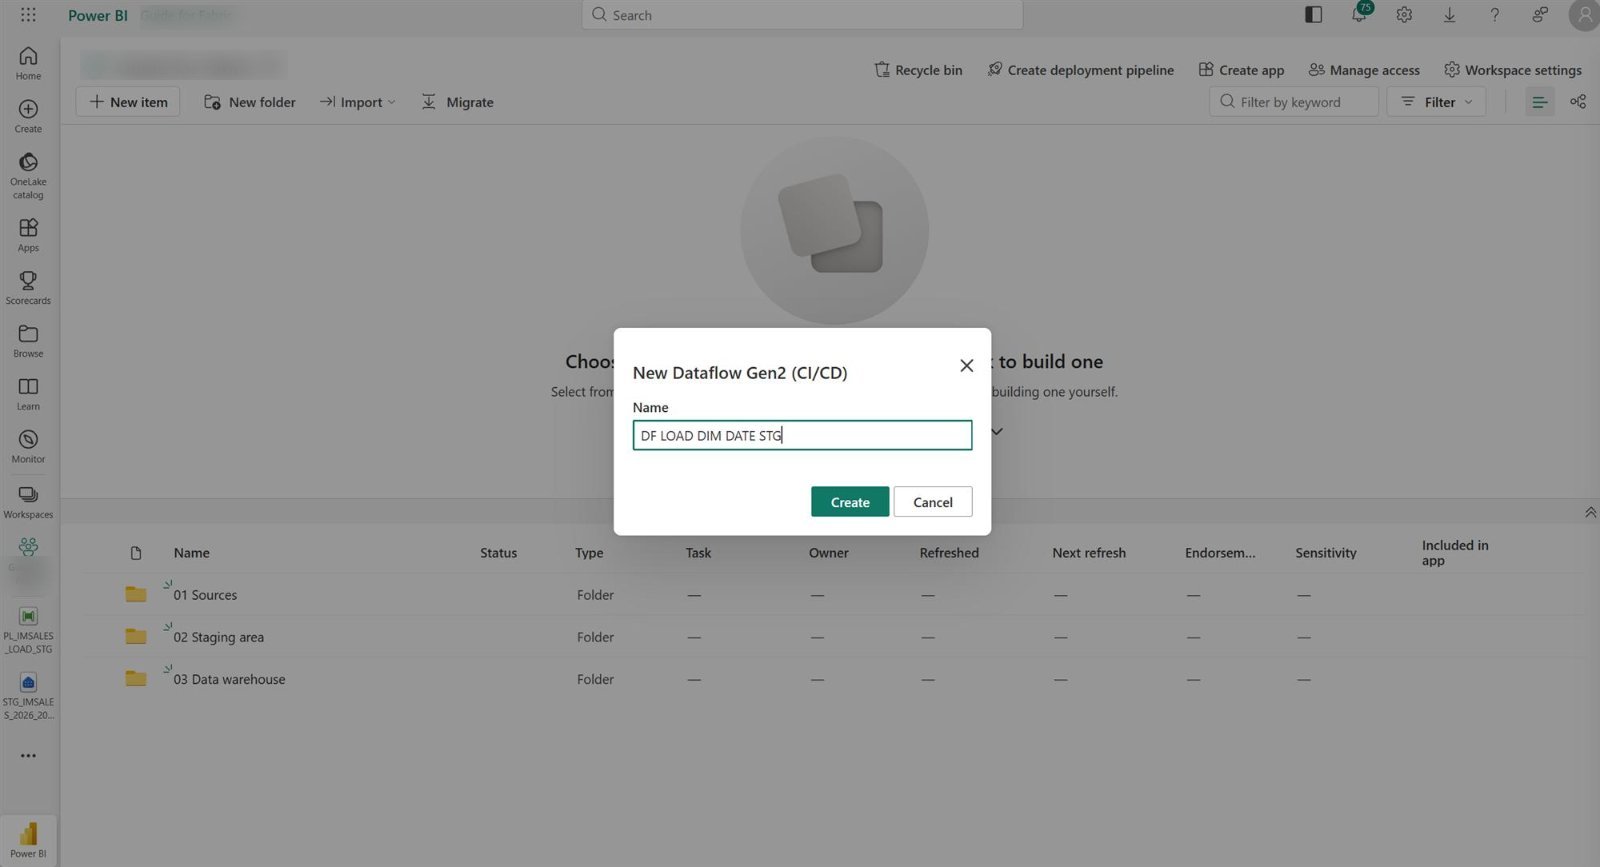 Power BI
Guide for Fabric
Search
75
Home
Create
OneLake
catalog
Apps
Scorecards
Browse
Learn
Monitor
Workspaces
PL_IMSALES
_LOAD_STG
STG_IMSALE
S_2026_20...
Power BI
Recycle bin
Create deployment pipeline
Create app
Manage access
Workspace settings
New item
New folder
Import
Migrate
Filter by keyword
Filter
Choos
to build one
Select from
building one yourself.
New Dataflow Gen2 (CI/CD)
Name
DF LOAD DIM DATE STG
Create
Cancel
Name Status Type Task Owner Refreshed Next refresh Endorsem... Sensitivity Included in
app
01 Sources Folder — — — — — —
02 Staging area Folder — — — — — —
03 Data warehouse Folder — — — — — —